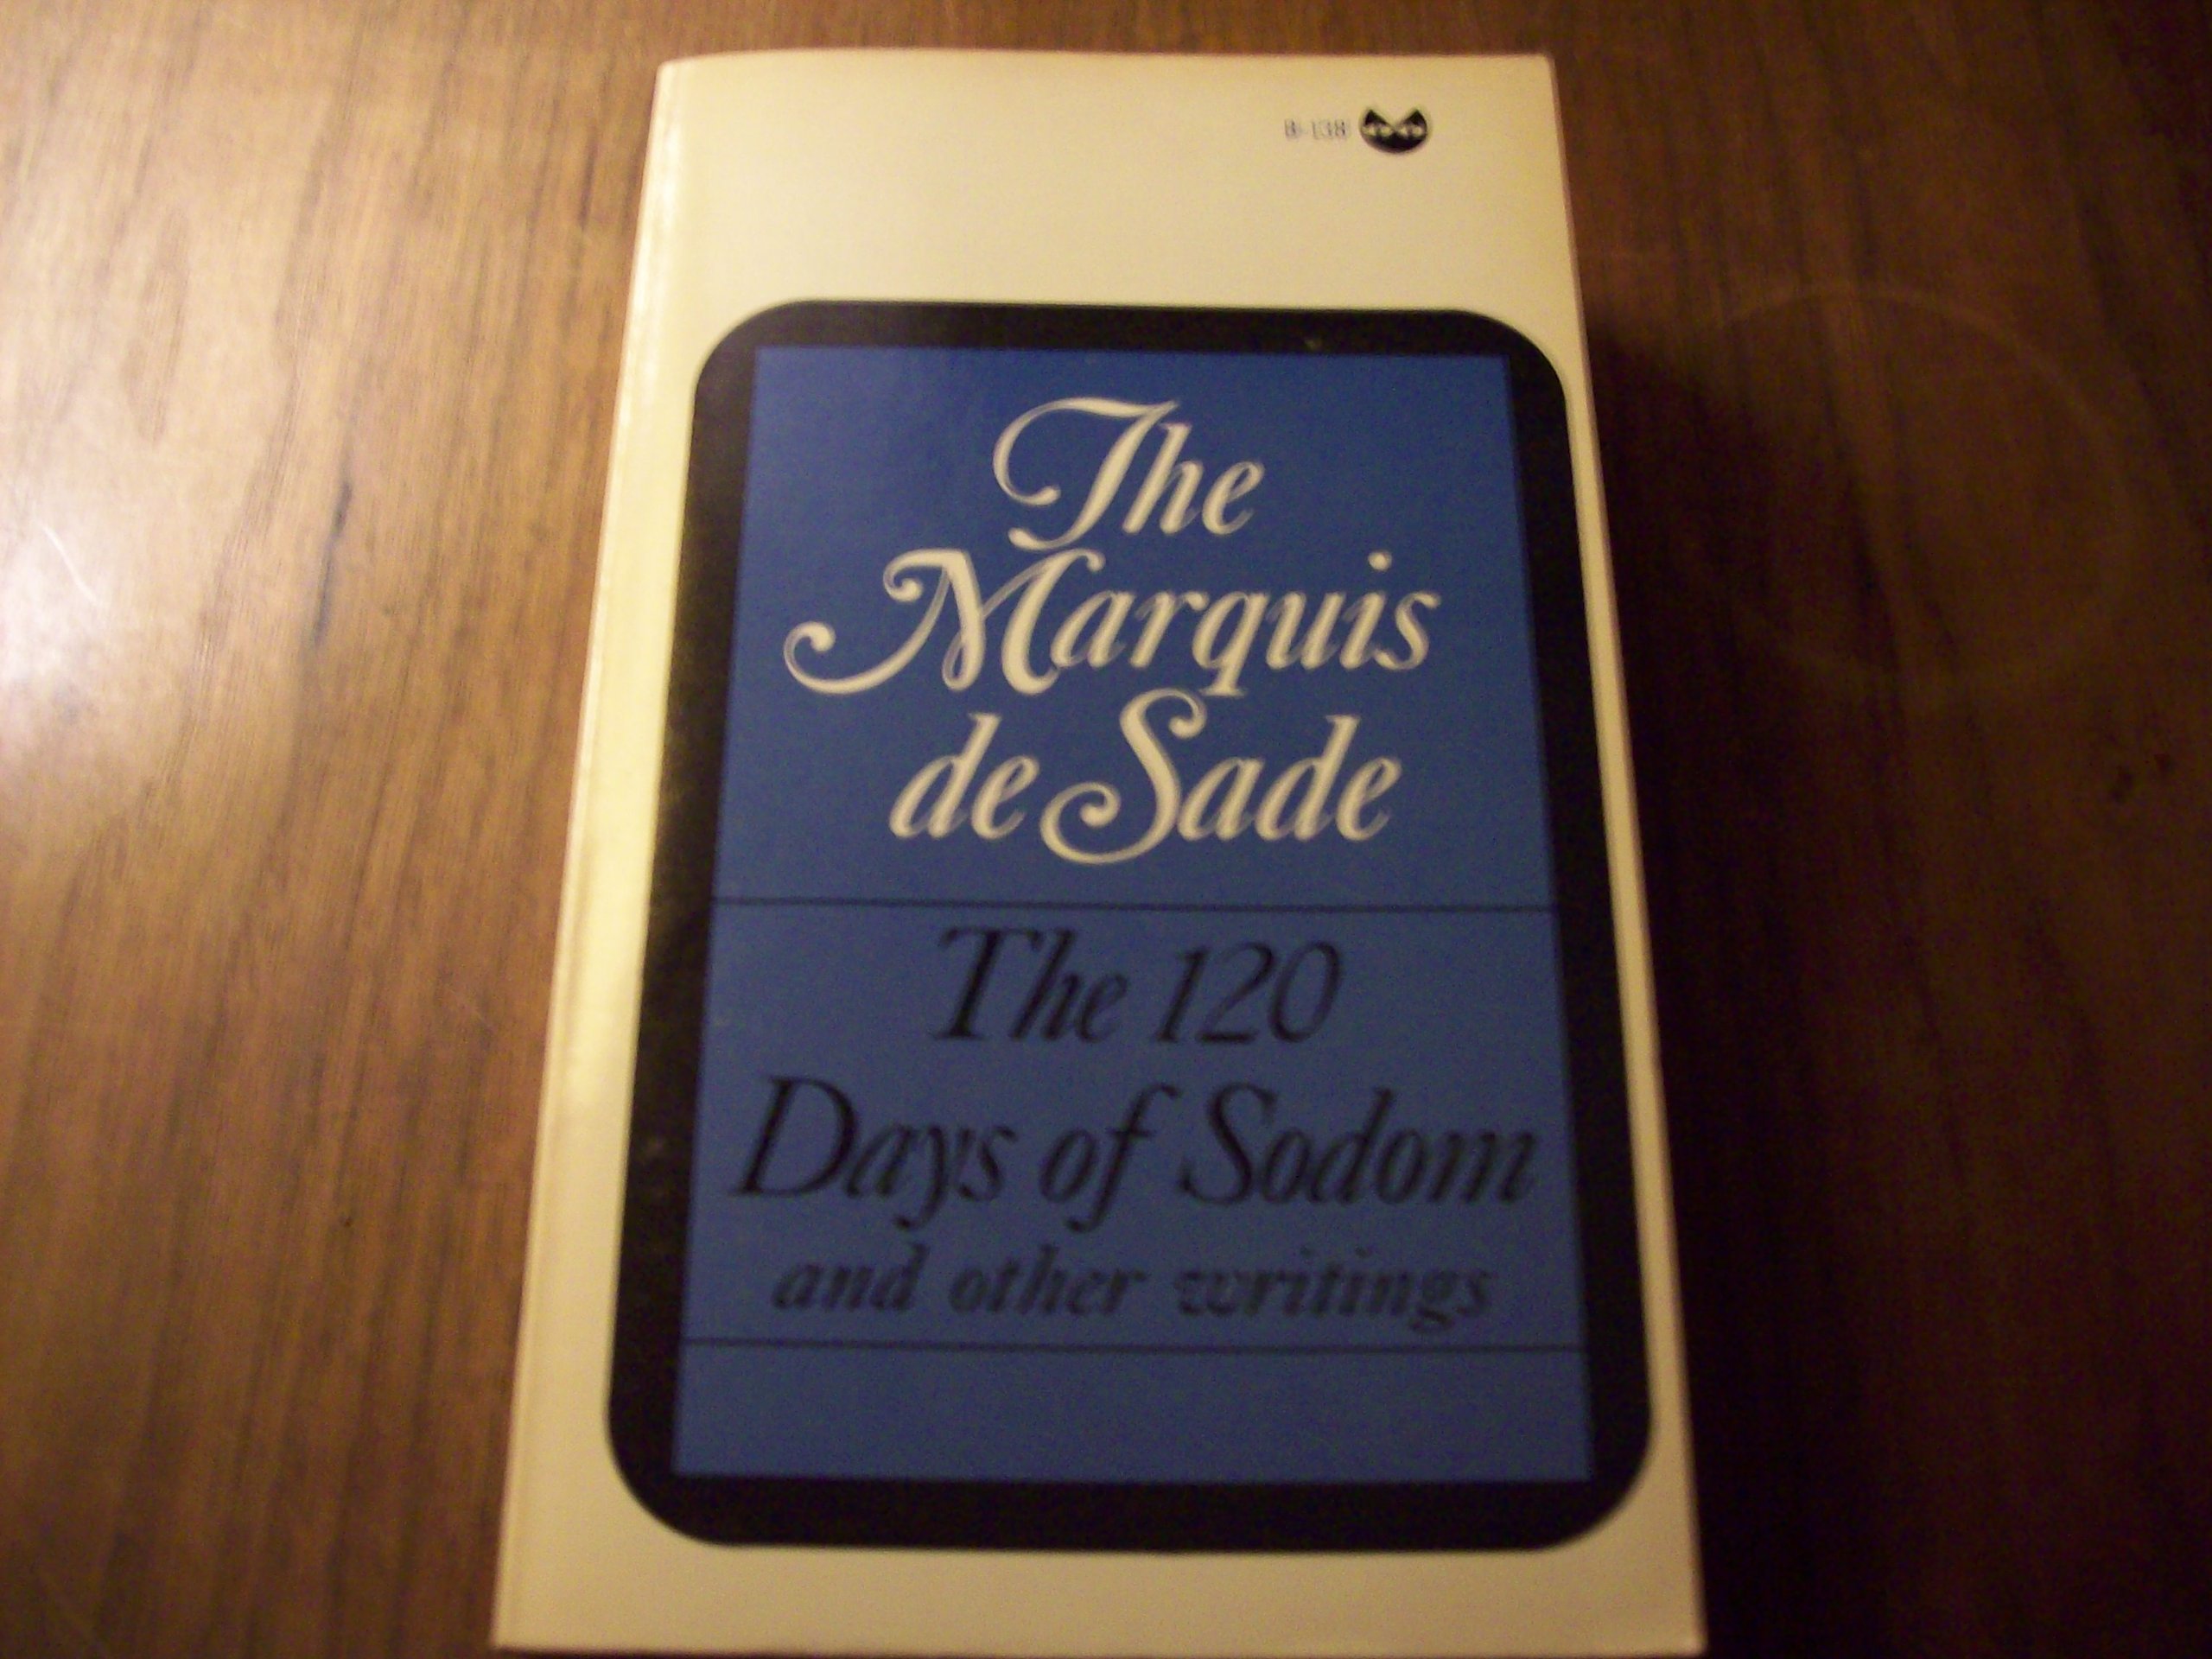 B-138
The
Marquis
de Sade
The 120
Days of Sodom
and other writings